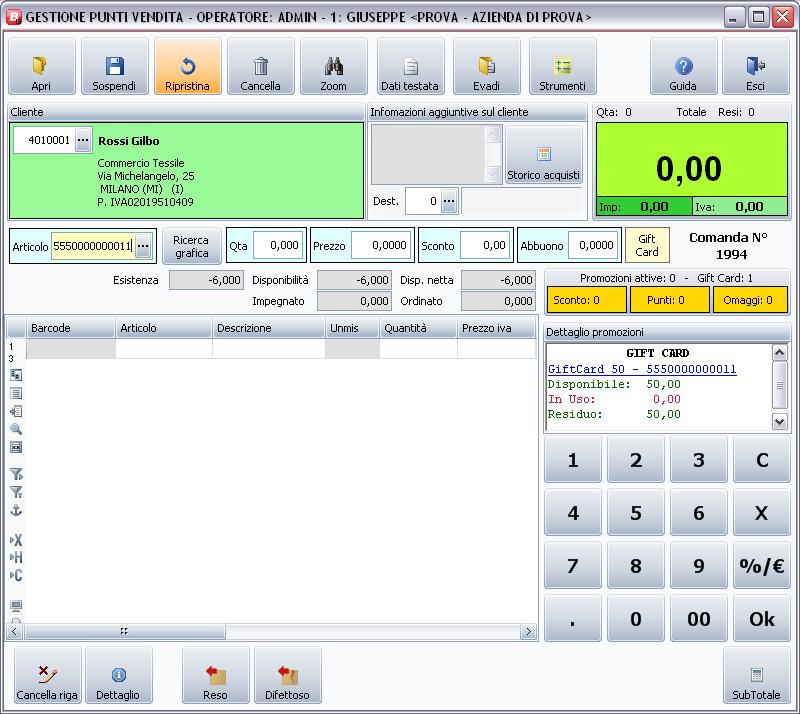 GESTIONE PUNTI VENDITA - OPERATORE: ADMIN - 1: GIUSEPPE <PROVA - AZIENDA DI PROVA>
Apri Sospendi Ripristina Cancella Zoom Dati testata Evadi Strumenti Guida Esci
Cliente
4010001 ... Rossi Gilbo
Commercio Tessile
Via Michelangelo, 25
MILANO (MI) (I)
P. IVA02019510409
Infomazioni aggiuntive sul cliente
Storico acquisti
Dest. 0 ...
Qta: 0 Totale Resi: 0
0,00
Imp: 0,00 Iva: 0,00
Articolo 5550000000011 ... Ricerca grafica Qta 0,000 Prezzo 0,0000 Sconto 0,00 Abbuono 0,0000 Gift Card Comanda N° 1994
Esistenza -6,000 Disponibilità -6,000 Disp. netta -6,000
Impegnato 0,000 Ordinato 0,000
Promozioni attive: 0 - Gift Card: 1
Sconto: 0 Punti: 0 Omaggi: 0
Barcode Articolo Descrizione Unmis Quantità Prezzo iva
1
3
X
H
C
Dettaglio promozioni
GIFT CARD
GiftCard 50 - 5550000000011
Disponibile: 50,00
In Uso: 0,00
Residuo: 50,00
1 2 3 C
4 5 6 X
7 8 9 %/€
. 0 00 Ok
Cancella riga Dettaglio Reso Difettoso SubTotale